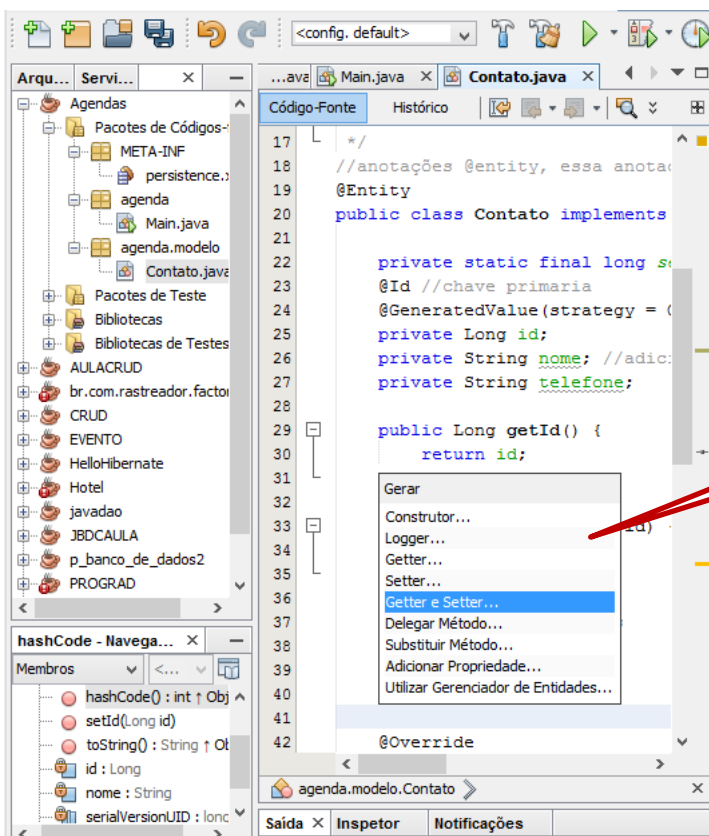 <config. default>
Arqu...
Servi...
...ava
Main.java
Contato.java
Código-Fonte
Histórico
Agendas
Pacotes de Códigos-
META-INF
persistence.
agenda
Main.java
agenda.modelo
Contato.java
Pacotes de Teste
Bibliotecas
Bibliotecas de Testes
AULACRUD
br.com.rastreador.factor
CRUD
EVENTO
HelloHibernate
Hotel
javadao
JBDCAULA
p_banco_de_dados2
PROGRAD
hashCode - Navega...
Membros
<...
hashCode() : int ↑ Obj
setId(Long id)
toString() : String ↑ Ob
id : Long
nome : String
serialVersionUID : long
17 */
18 //anotações @entity, essa anotaç
19 @Entity
20 public class Contato implements
21
22 private static final long se
23 @Id //chave primaria
24 @GeneratedValue(strategy =
25 private Long id;
26 private String nome; //adic
27 private String telefone;
28
29 public Long getId() {
30 return id;
31
32
33 id)
34
35
36
37
38
39
40
41
42 @Override
Gerar
Construtor...
Logger...
Getter...
Setter...
Getter e Setter...
Delegar Método...
Substituir Método...
Adicionar Propriedade...
Utilizar Gerenciador de Entidades...
agenda.modelo.Contato
Saída
Inspetor
Notificações